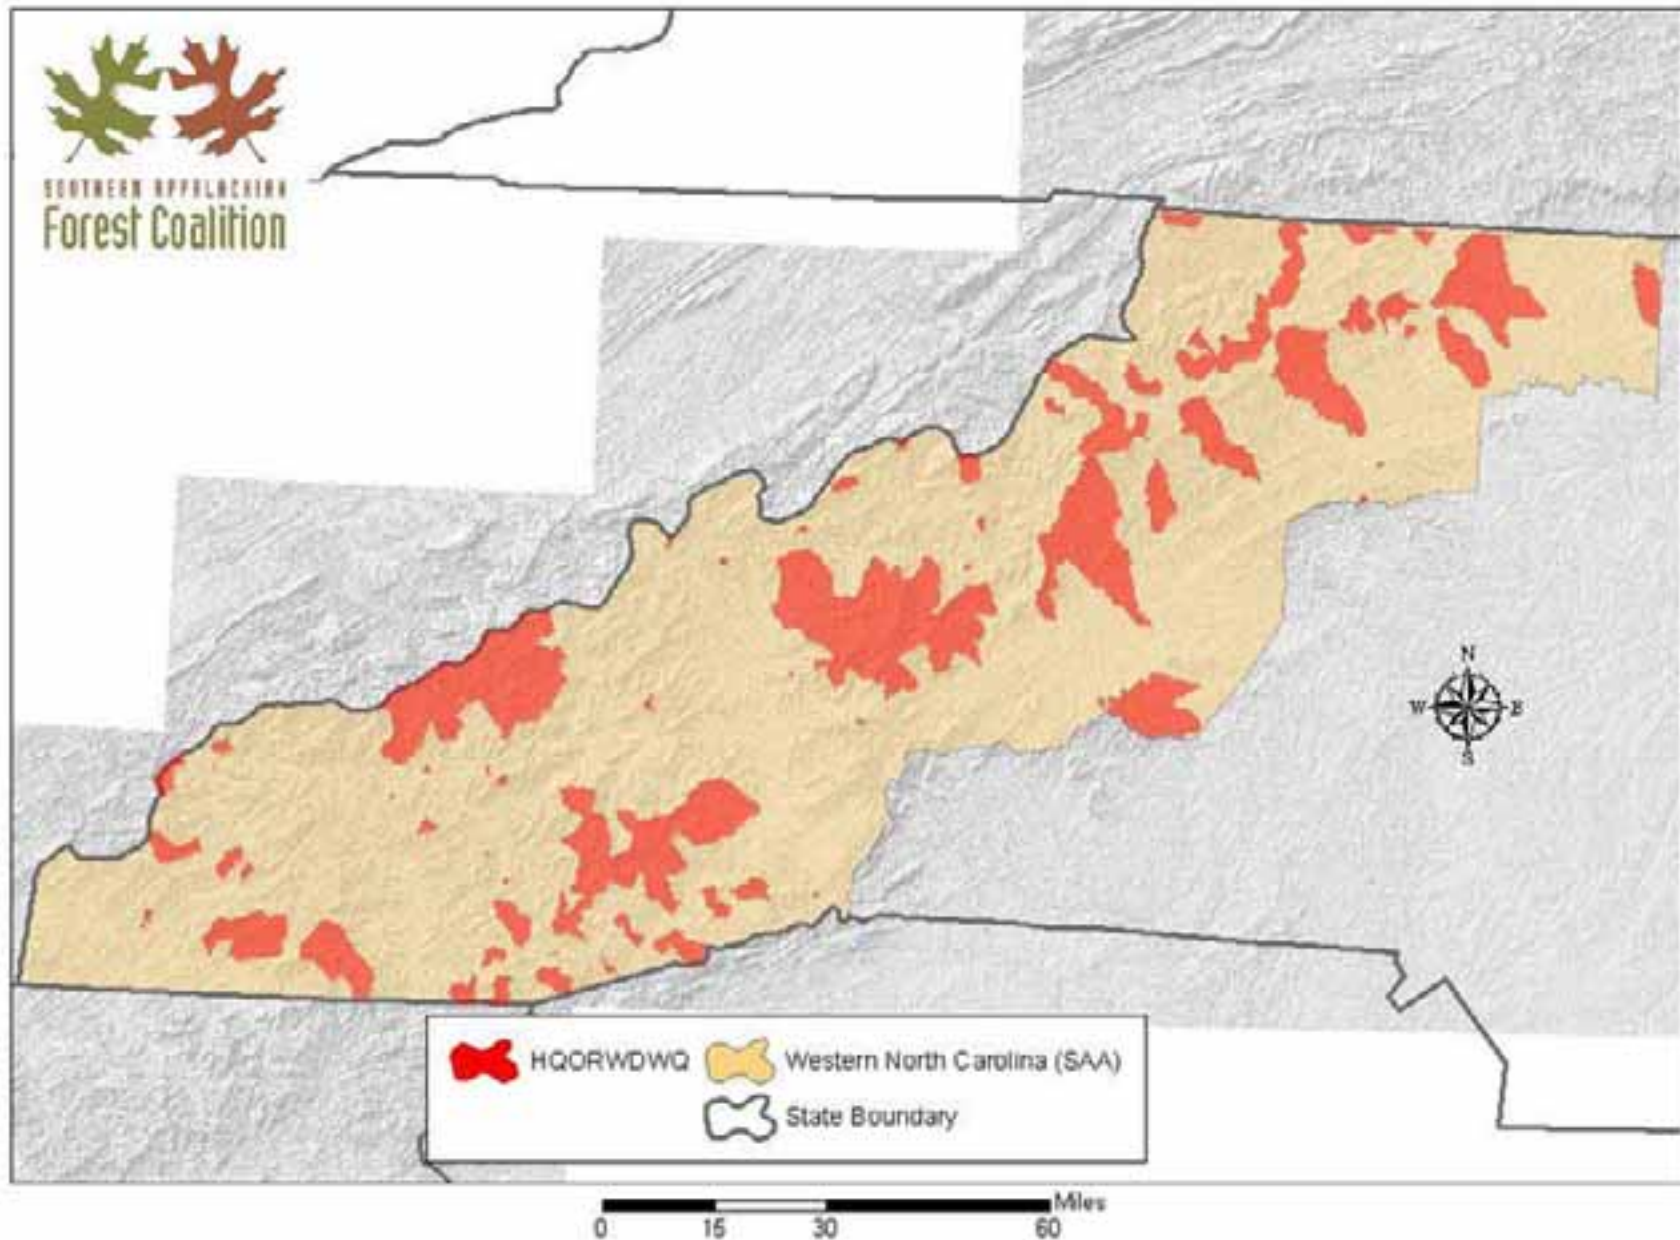 SOUTHERN APPALACHIAN
Forest Coalition
N
W E
S
HQORWDWQ
Western North Carolina (SAA)
State Boundary
Miles
0 15 30 60